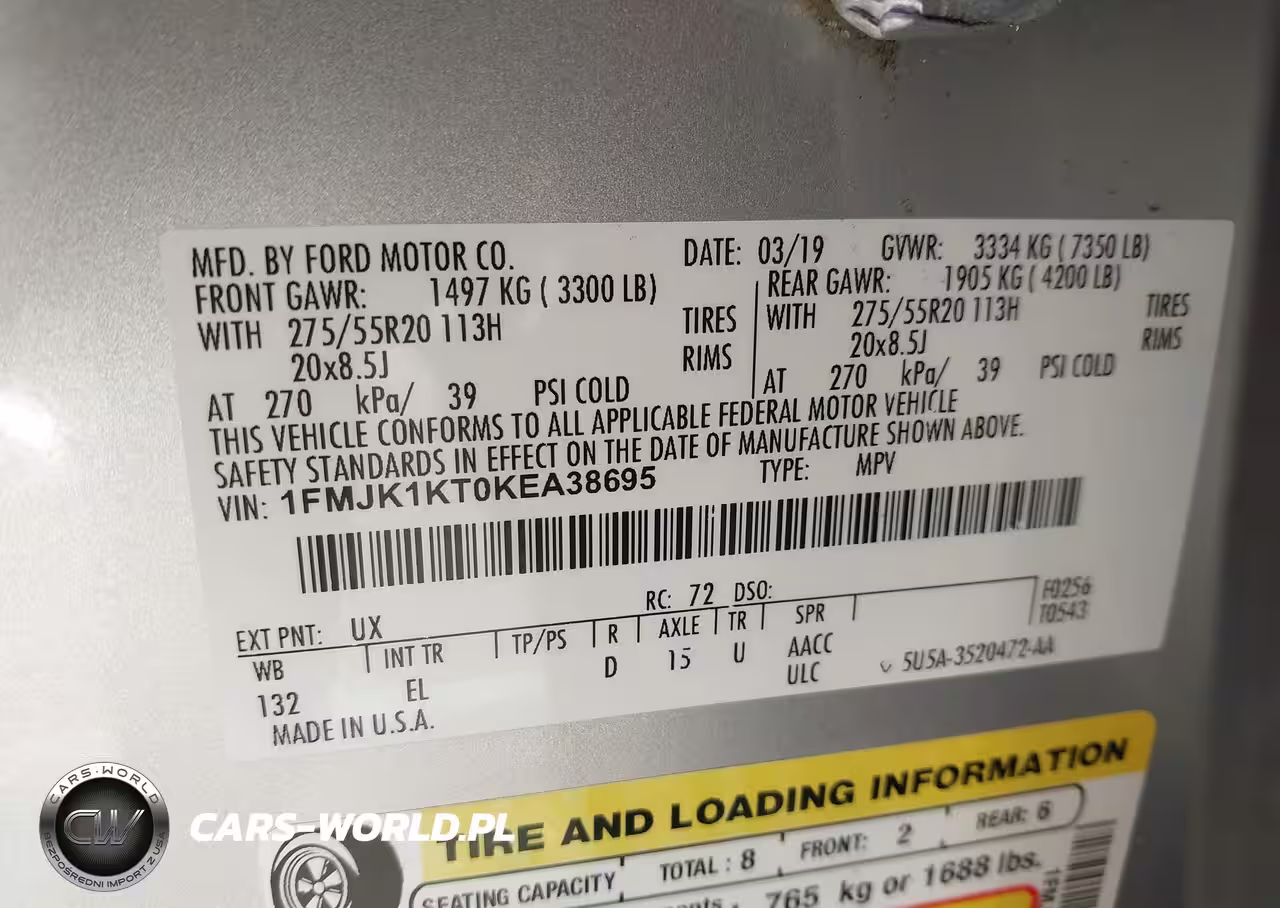 MFD. BY FORD MOTOR CO. DATE: 03/19 GVWR: 3334 KG ( 7350 LB)
FRONT GAWR: 1497 KG ( 3300 LB) REAR GAWR: 1905 KG ( 4200 LB)
WITH 275/55R20 113H TIRES WITH 275/55R20 113H TIRES
20x8.5J RIMS 20x8.5J RIMS
AT 270 kPa/ 39 PSI COLD AT 270 kPa/ 39 PSI COLD
THIS VEHICLE CONFORMS TO ALL APPLICABLE FEDERAL MOTOR VEHICLE
SAFETY STANDARDS IN EFFECT ON THE DATE OF MANUFACTURE SHOWN ABOVE.
VIN: 1FMJK1KT0KEA38695 TYPE: MPV
EXT PNT: UX RC: 72 DSO: F0256
T0543
WB INT TR TP/PS R AXLE TR SPR
132 EL D 15 U AACC
ULC 5U5A-3520472-AA
MADE IN U.S.A.
TIRE AND LOADING INFORMATION
SEATING CAPACITY TOTAL : 8 FRONT: 2 REAR: 6
765 kg or 1688 lbs.
CARS-WORLD
CW
BEZPOŚREDNI IMPORT Z USA
CARS-WORLD.PL